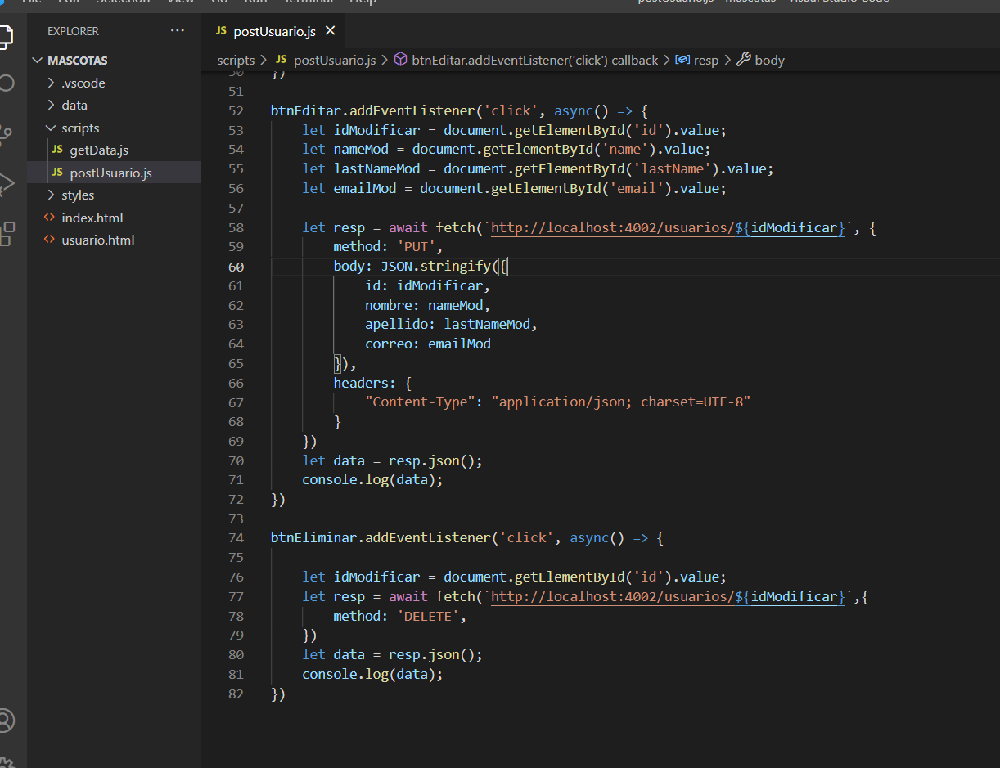 File Edit Selection View Go Run Terminal Help
postUsuario.js - mascotas - Visual Studio Code
EXPLORER
MASCOTAS
.vscode
data
scripts
JS getData.js
JS postUsuario.js
styles
<> index.html
<> usuario.html
JS postUsuario.js
scripts > JS postUsuario.js > btnEditar.addEventListener('click') callback > resp > body
50 })
51
52 btnEditar.addEventListener('click', async() => {
53     let idModificar = document.getElementById('id').value;
54     let nameMod = document.getElementById('name').value;
55     let lastNameMod = document.getElementById('lastName').value;
56     let emailMod = document.getElementById('email').value;
57
58     let resp = await fetch(`http://localhost:4002/usuarios/${idModificar}`, {
59         method: 'PUT',
60         body: JSON.stringify({
61             id: idModificar,
62             nombre: nameMod,
63             apellido: lastNameMod,
64             correo: emailMod
65         }),
66         headers: {
67             "Content-Type": "application/json; charset=UTF-8"
68         }
69     })
70     let data = resp.json();
71     console.log(data);
72 })
73
74 btnEliminar.addEventListener('click', async() => {
75
76     let idModificar = document.getElementById('id').value;
77     let resp = await fetch(`http://localhost:4002/usuarios/${idModificar}`,{
78         method: 'DELETE',
79     })
80     let data = resp.json();
81     console.log(data);
82 })